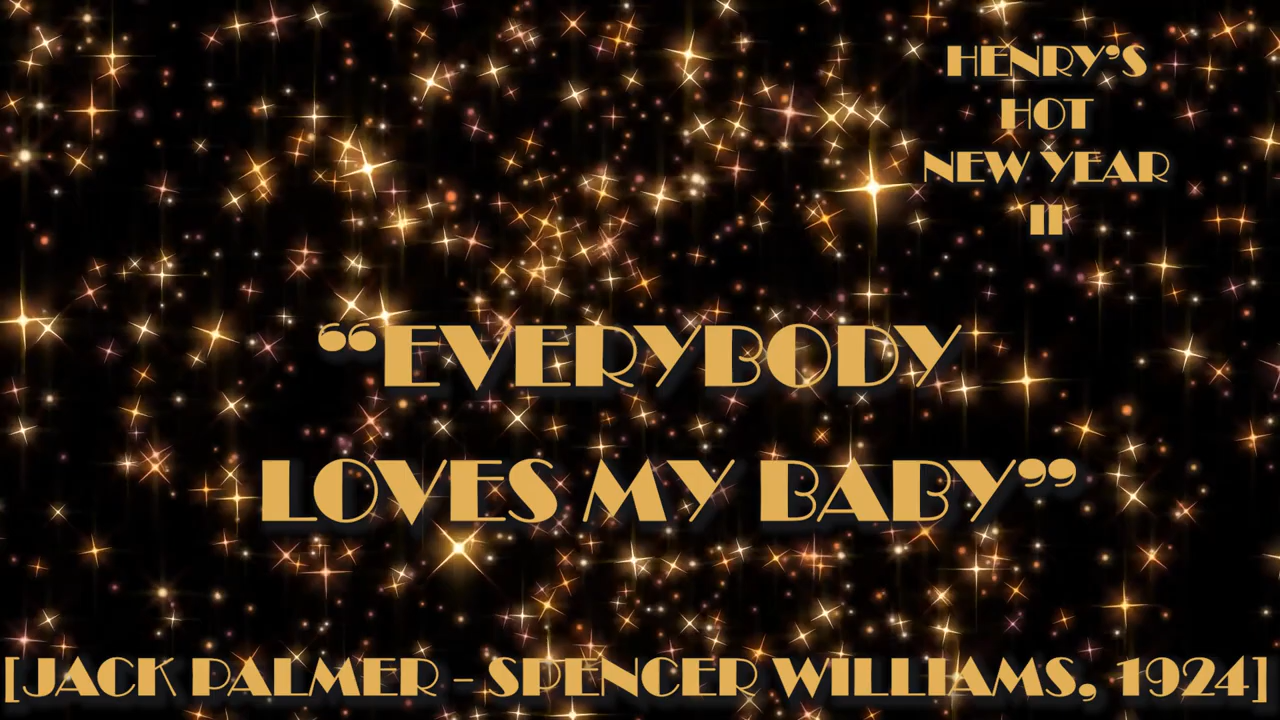 HENRY'S
HOT
NEW YEAR
II
“EVERYBODY
LOVES MY BABY”
[JACK PALMER - SPENCER WILLIAMS, 1924]